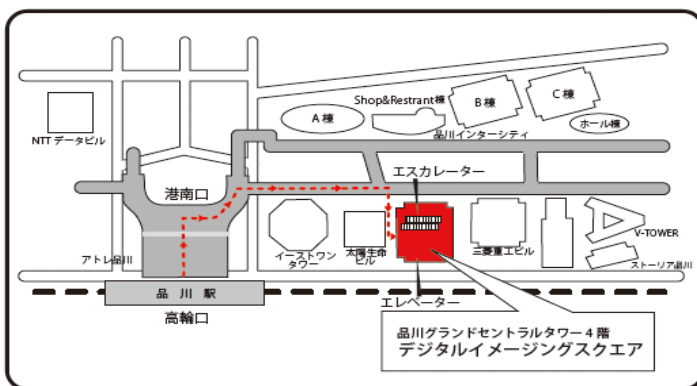 Shop&Restrant棟
B棟
C棟
A棟
ホール棟
NTTデータビル
品川インターシティ
エスカレーター
港南口
イーストワン
タワー
太陽生命
ビル
三菱重工ビル
V-TOWER
ストーリア品川
アトレ品川
品川駅
高輪口
エレベーター
品川グランドセントラルタワー4階
デジタルイメージングスクエア